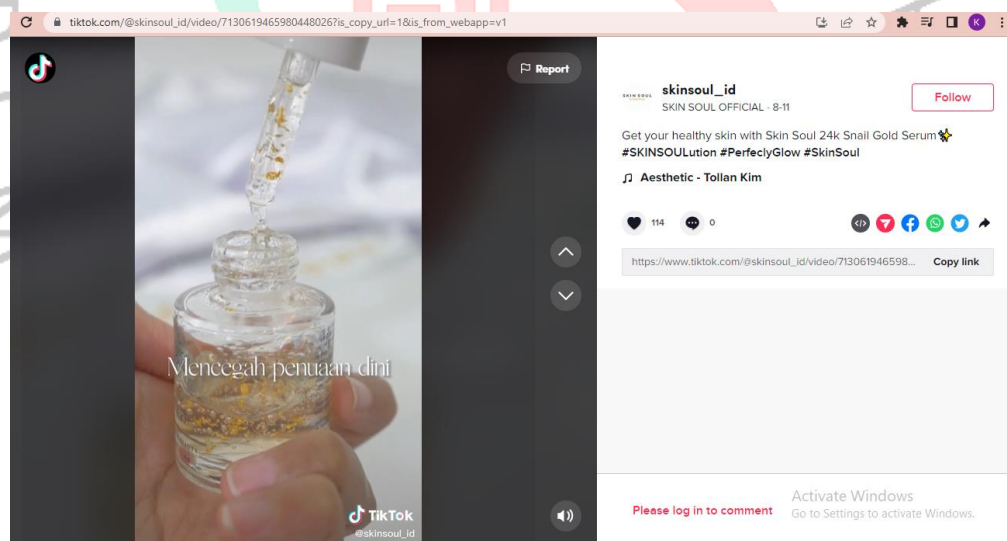 tiktok.com/@skinsoul_id/video/7130619465980448026?is_copy_url=1&is_from_webapp=v1
K
Report
Mencegah penuaan dini
TikTok
@skinsoul_id
SKIN SOUL
skinsoul_id
SKIN SOUL OFFICIAL · 8-11
Follow
Get your healthy skin with Skin Soul 24k Snail Gold Serum✨
#SKINSOULution #PerfeclyGlow #SkinSoul
Aesthetic - Tollan Kim
114
0
https://www.tiktok.com/@skinsoul_id/video/713061946598...
Copy link
Please log in to comment
Activate Windows
Go to Settings to activate Windows.